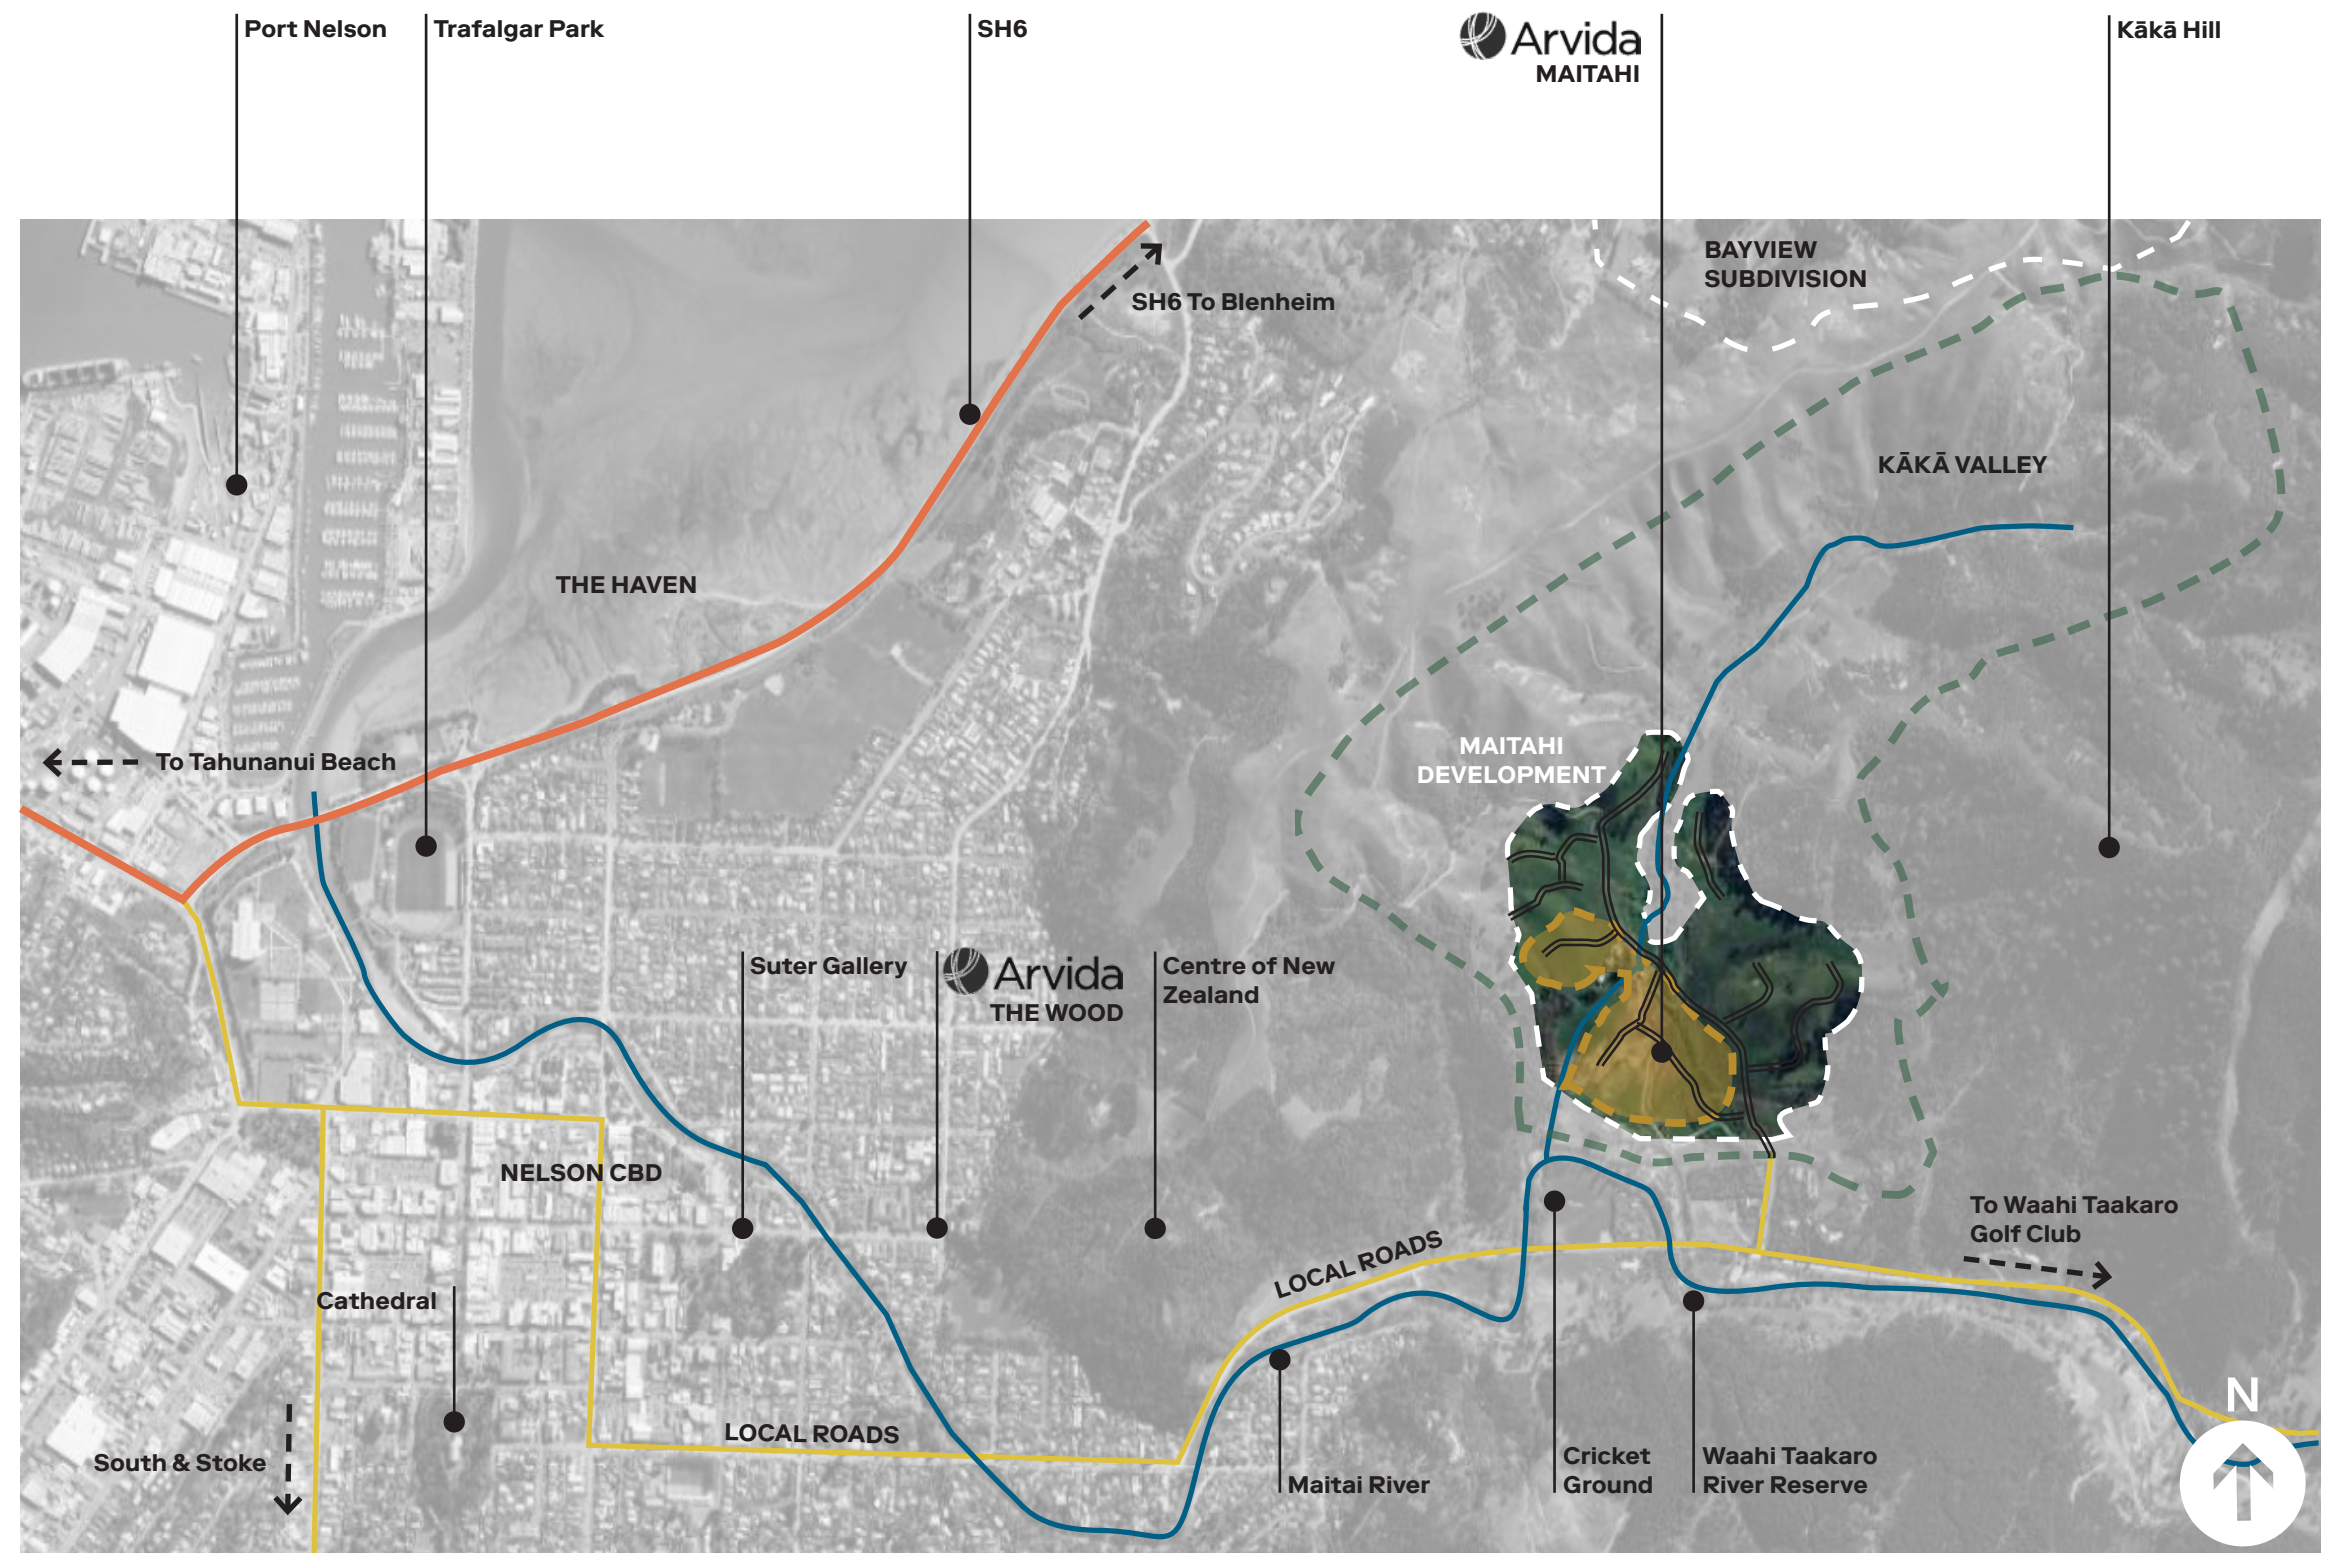 Port Nelson
Trafalgar Park
SH6
Arvida
MAITAHI
Kākā Hill
BAYVIEW
SUBDIVISION
SH6 To Blenheim
KĀKĀ VALLEY
THE HAVEN
MAITAHI
DEVELOPMENT
To Tahunanui Beach
Suter Gallery
Arvida
THE WOOD
Centre of New
Zealand
NELSON CBD
To Waahi Taakaro
Golf Club
LOCAL ROADS
Cathedral
N
LOCAL ROADS
South & Stoke
Maitai River
Cricket
Ground
Waahi Taakaro
River Reserve